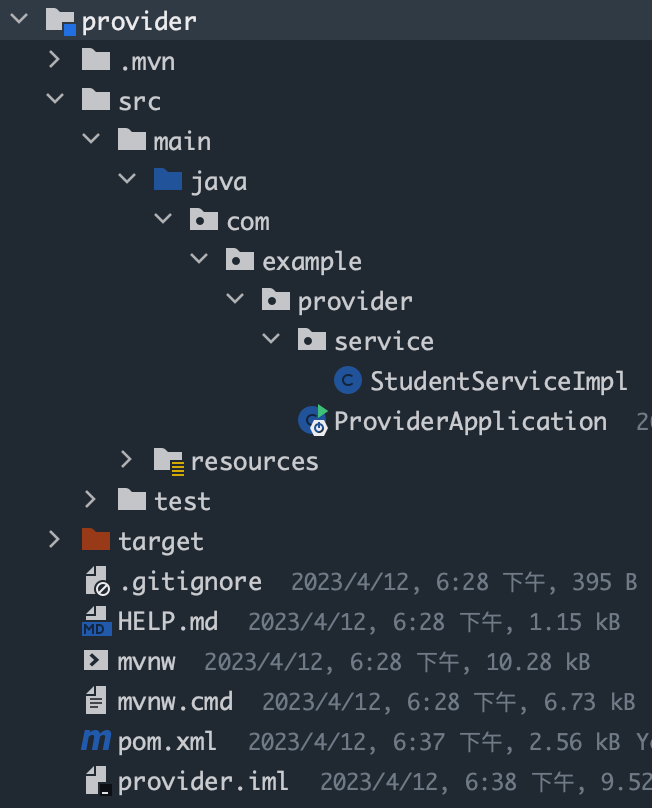 provider
.mvn
src
main
java
com
example
provider
service
C StudentServiceImpl
ProviderApplication
resources
test
target
.gitignore 2023/4/12, 6:28 下午, 395 B
MD HELP.md 2023/4/12, 6:28 下午, 1.15 kB
mvnw 2023/4/12, 6:28 下午, 10.28 kB
mvnw.cmd 2023/4/12, 6:28 下午, 6.73 kB
m pom.xml 2023/4/12, 6:37 下午, 2.56 kB
provider.iml 2023/4/12, 6:38 下午, 9.52